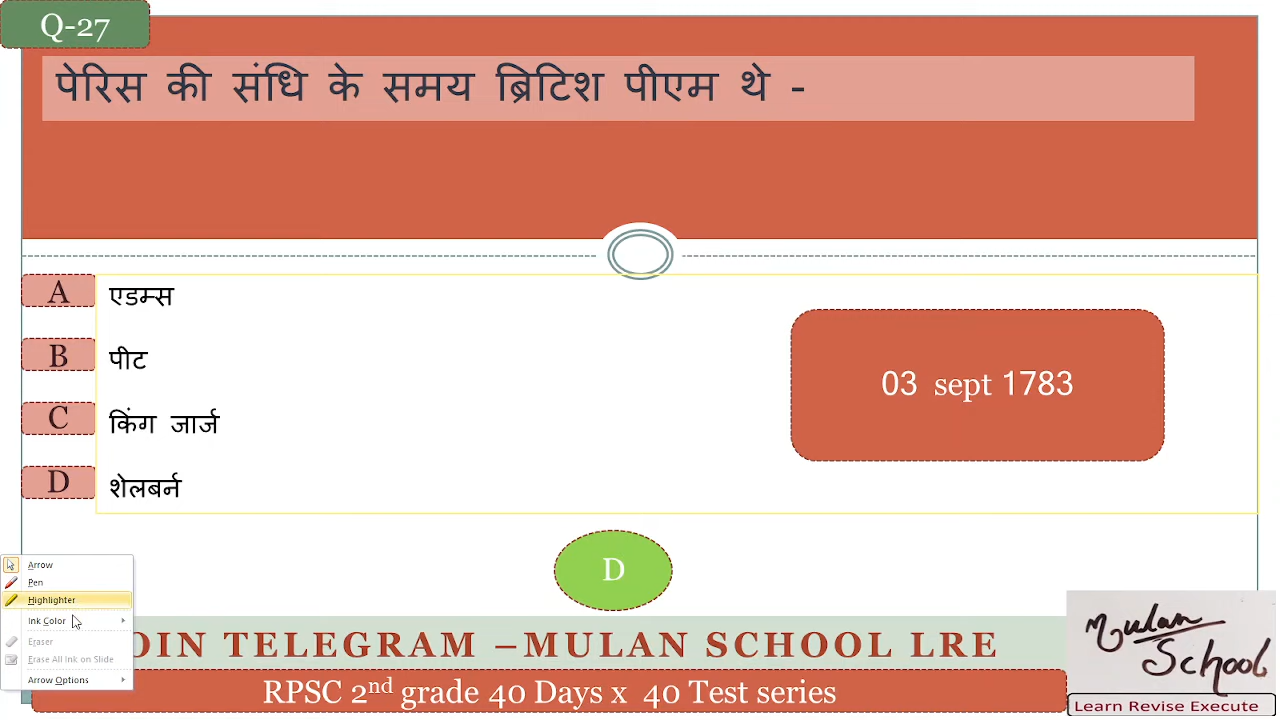 Q-27
पेरिस की संधि के समय ब्रिटिश पीएम थे -
A एडम्स
B पीट
C किंग जार्ज
D शेलबर्न
03 sept 1783
D
Arrow
Pen
Highlighter
Ink Color
Eraser
Erase All Ink on Slide
Arrow Options
OIN TELEGRAM –MULAN SCHOOL LRE
RPSC 2nd grade 40 Days x 40 Test series
Mulan
School
Learn Revise Execute